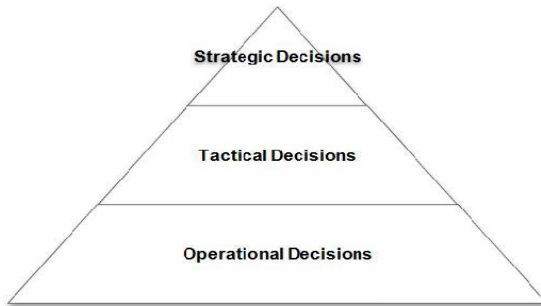 Strategic Decisions
Tactical Decisions
Operational Decisions